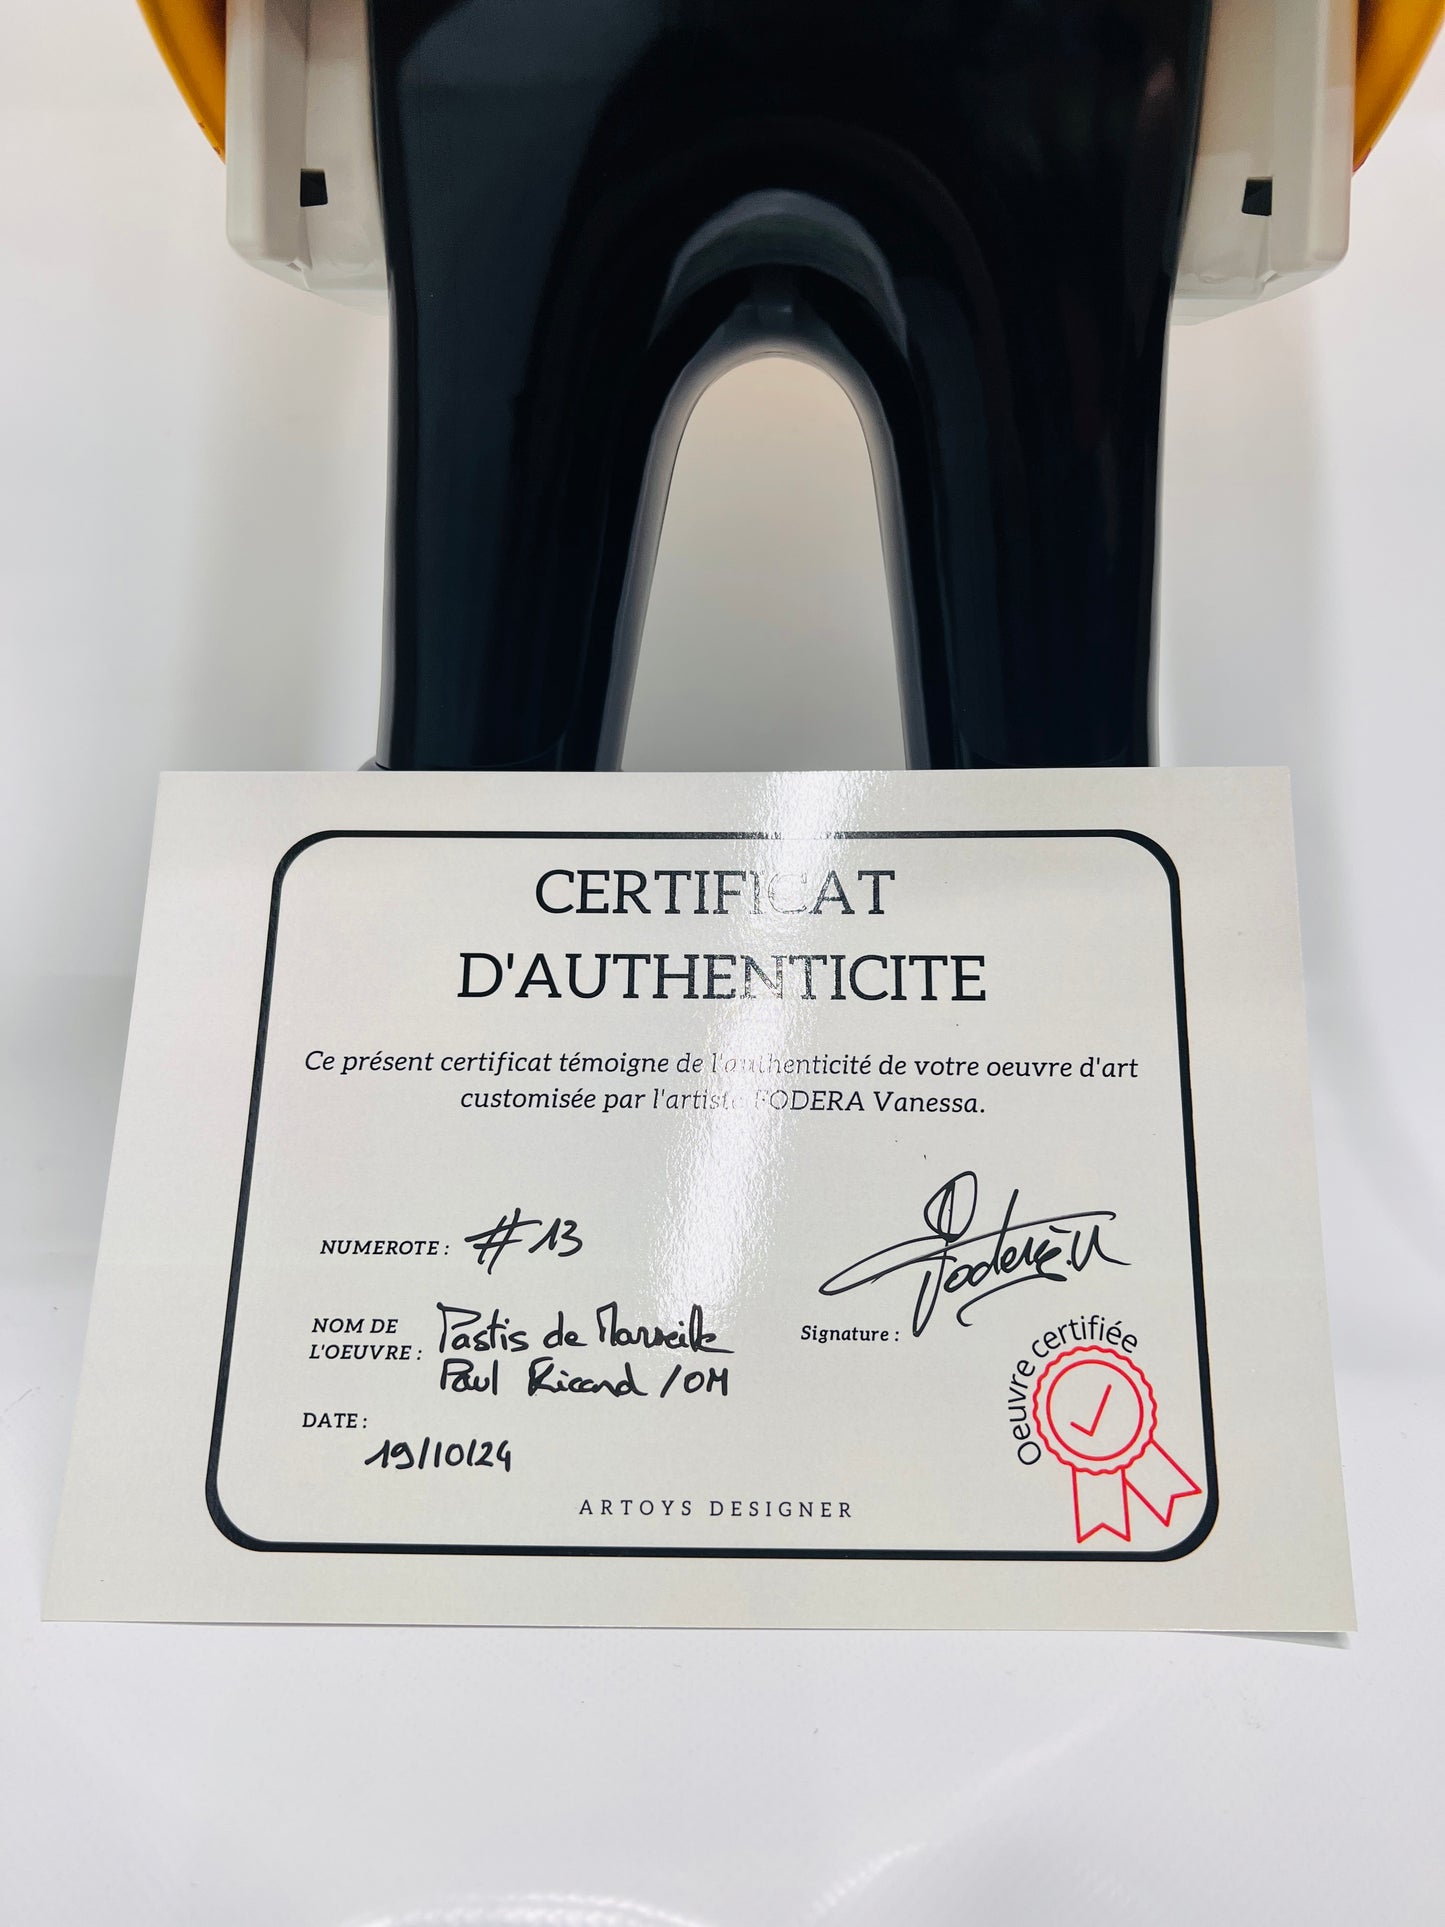 CERTIFICAT
D'AUTHENTICITE
Ce présent certificat témoigne de l'authenticité de votre oeuvre d'art
customisée par l'artiste FODERA Vanessa.
NUMEROTE : #13
NOM DE
L'OEUVRE : Pastis de Marseille
Paul Ricard / OM
Signature : Fodera.V
Oeuvre certifiée
DATE :
19/10/24
ARTOYS DESIGNER